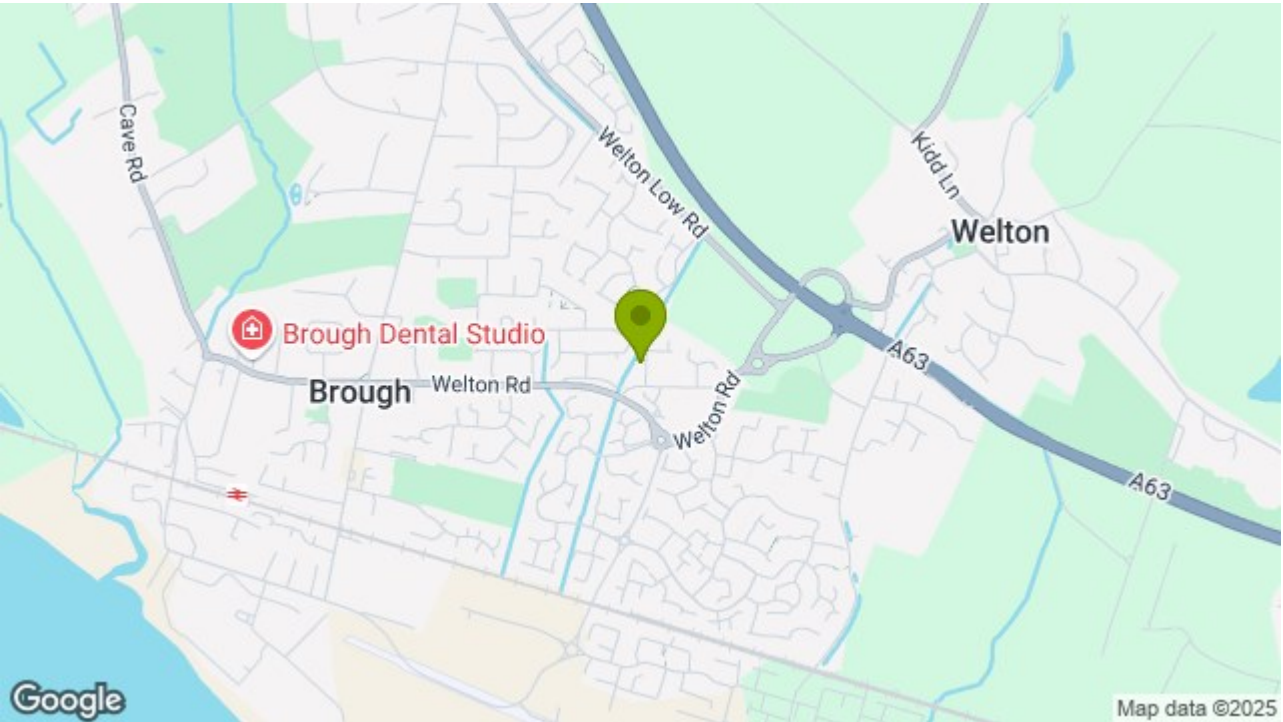 Cave Rd
Welton Low Rd
Kidd Ln
Welton
Brough Dental Studio
A63
Brough
Welton Rd
Welton Rd
A63
Google
Map data ©2025